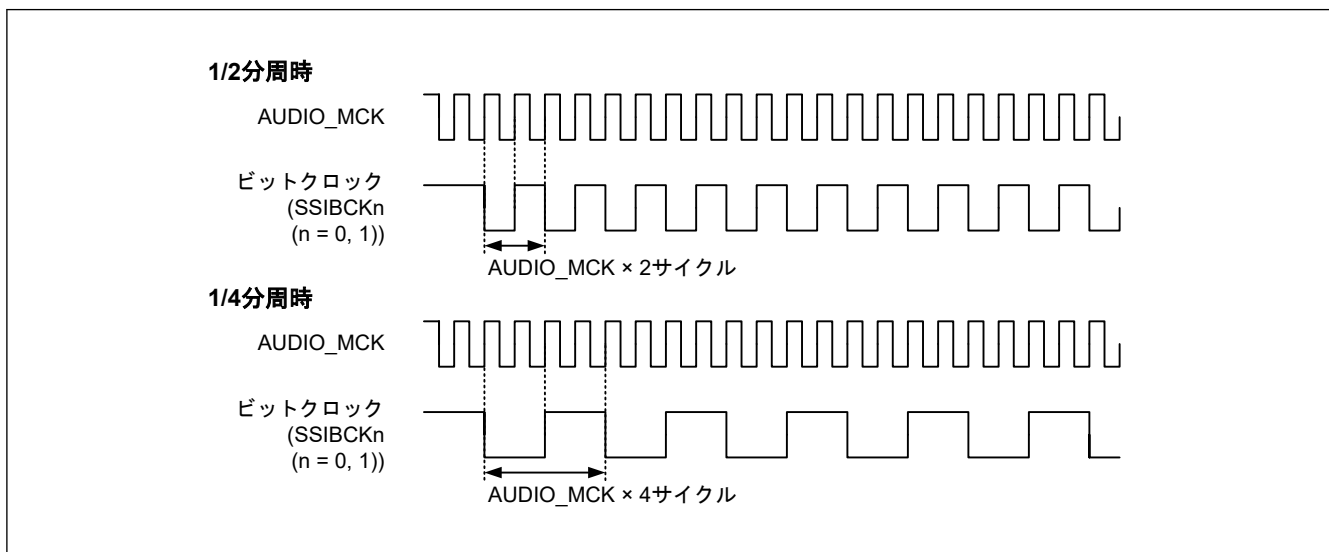 1/2分周時
AUDIO_MCK
ビットクロック
(SSIBCKn
(n = 0, 1))
AUDIO_MCK × 2サイクル
1/4分周時
AUDIO_MCK
ビットクロック
(SSIBCKn
(n = 0, 1))
AUDIO_MCK × 4サイクル